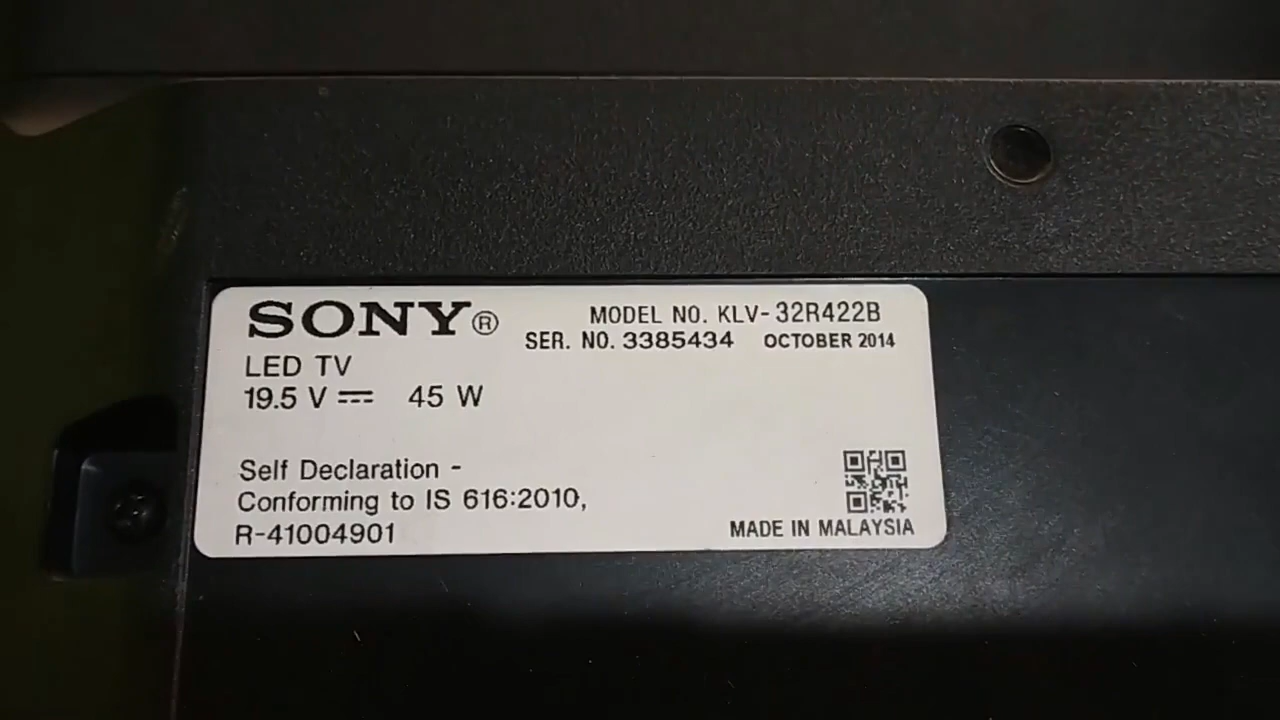 SONY®
MODEL NO. KLV-32R422B
SER. NO. 3385434 OCTOBER 2014
LED TV
19.5 V ⎓ 45 W
Self Declaration -
Conforming to IS 616:2010,
R-41004901
MADE IN MALAYSIA